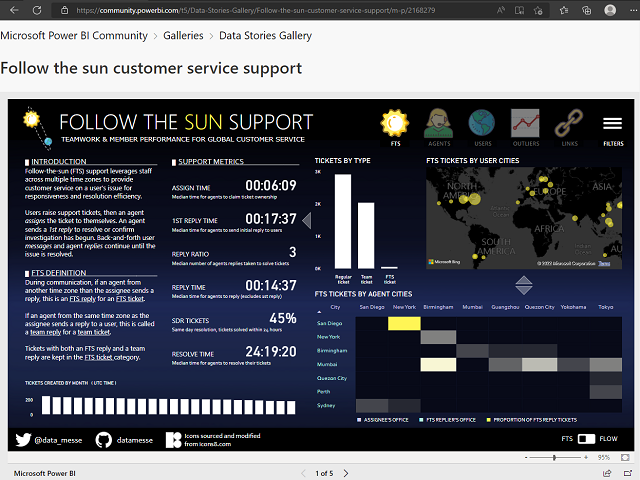 https://community.powerbi.com/t5/Data-Stories-Gallery/Follow-the-sun-customer-service-support/m-p/2168279
Microsoft Power BI Community > Galleries > Data Stories Gallery
Follow the sun customer service support
FOLLOW THE SUN SUPPORT
TEAMWORK & MEMBER PERFORMANCE FOR GLOBAL CUSTOMER SERVICE
FTS AGENTS USERS OUTLIERS LINKS FILTERS
INTRODUCTION
Follow-the-sun (FTS) support leverages staff
across multiple time zones to provide
customer service on a user's issue for
responsiveness and resolution efficiency.
Users raise support tickets, then an agent
assigns the ticket to themselves. An agent
sends a 1st reply to resolve or confirm
investigation has begun. Back-and-forth user
messages and agent replies continue until the
issue is resolved.
FTS DEFINITION
During communication, if an agent from
another time zone than the assignee sends a
reply, this is an FTS reply for an FTS ticket.
If an agent from the same time zone as the
assignee sends a reply to a user, this is called
a team reply for a team ticket.
Tickets with both an FTS reply and a team
reply are kept in the FTS ticket category.
SUPPORT METRICS
ASSIGN TIME 00:06:09
Median time for agents to claim ticket ownership
1ST REPLY TIME 00:17:37
Median time for agents to send initial reply to users
REPLY RATIO 3
Median number of agent replies taken to solve tickets
REPLY TIME 00:14:37
Median time for agents to reply (excludes 1st reply)
SDR TICKETS 45%
Same day resolution, tickets solved within 24 hours
RESOLVE TIME 24:19:20
Median time for agents to resolve their tickets
TICKETS CREATED BY MONTH (UTC TIME)
200
0
TICKETS BY TYPE
3K
2K
1K
0K
Regular ticket
Team ticket
FTS ticket
FTS TICKETS BY USER CITIES
NORTH AMERICA
EUROPE
ASIA
Atlantic Ocean
AFRICA
SOUTH AMERICA
Indian Ocean
Microsoft Bing
© 2022 Microsoft Corporation Terms
FTS TICKETS BY AGENT CITIES
City San Diego New York Birmingham Mumbai Guangzhou Quezon City Yokohama Tokyo
San Diego
New York
Birmingham
Mumbai
Quezon City
Perth
Sydney
ASSIGNEE'S OFFICE FTS REPLIER'S OFFICE PROPORTION OF FTS REPLY TICKETS
@data_messe
datamesse
Icons sourced and modified
from icons8.com
FTS FLOW
- + 95%
Microsoft Power BI
1 of 5